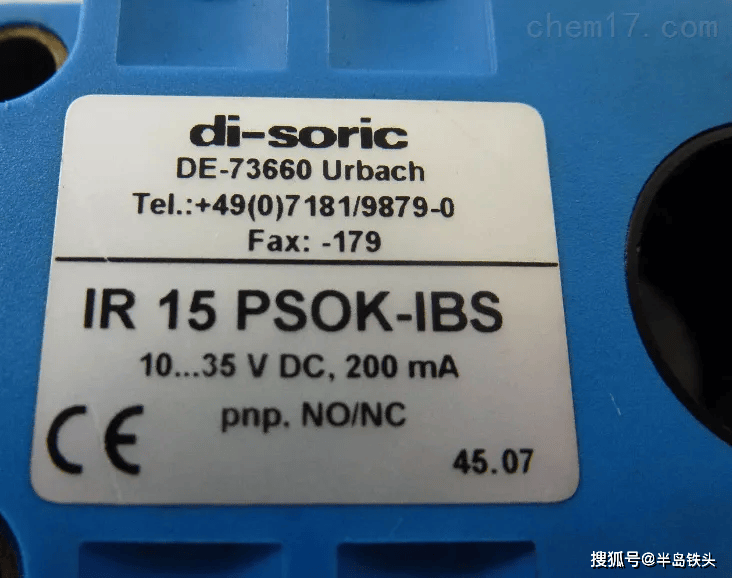 chem17.com
di-soric
DE-73660 Urbach
Tel.:+49(0)7181/9879-0
Fax: -179
IR 15 PSOK-IBS
10...35 V DC, 200 mA
pnp. NO/NC
CE
45.07
搜狐号@半岛铁头